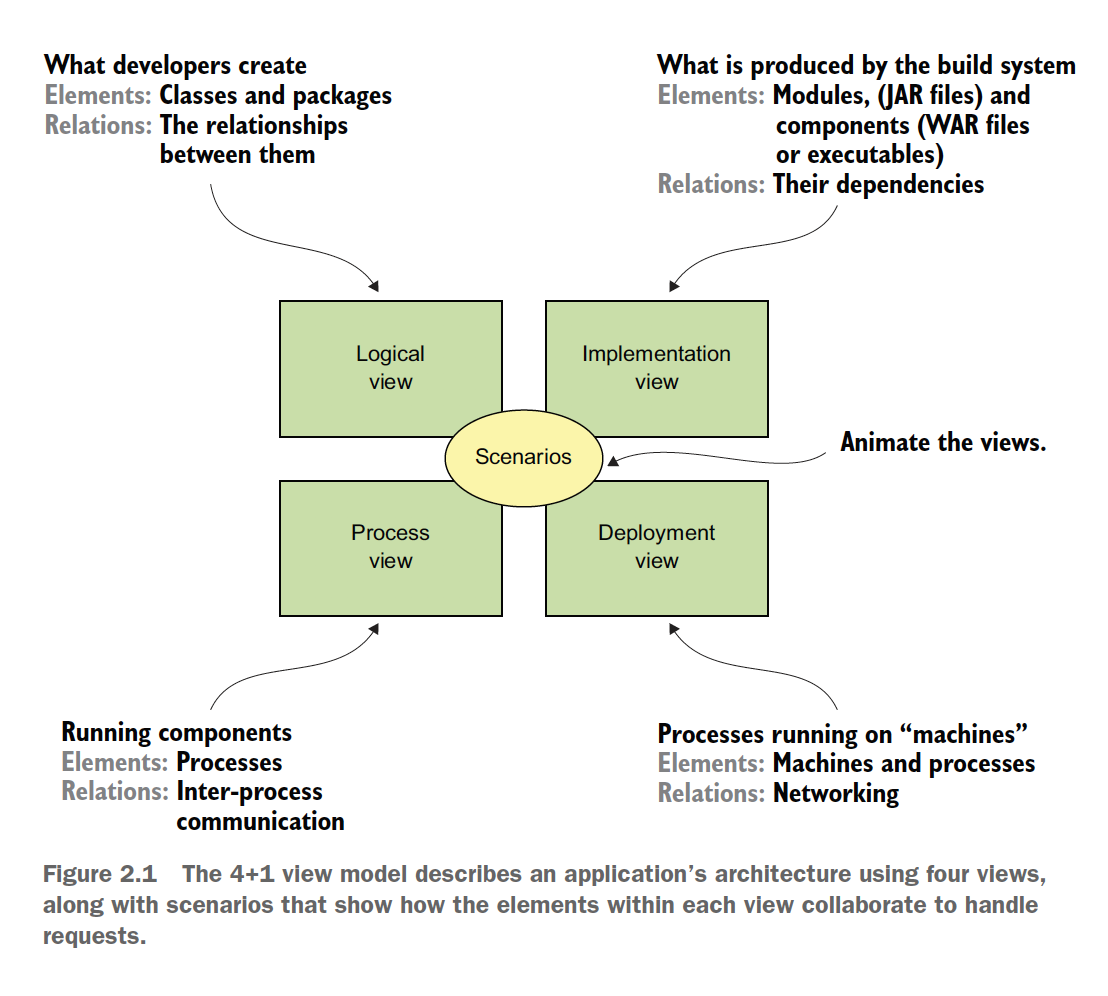 What developers create
Elements: Classes and packages
Relations: The relationships
between them
What is produced by the build system
Elements: Modules, (JAR files) and
components (WAR files
or executables)
Relations: Their dependencies
Logical
view
Implementation
view
Scenarios
Animate the views.
Process
view
Deployment
view
Running components
Elements: Processes
Relations: Inter-process
communication
Processes running on “machines”
Elements: Machines and processes
Relations: Networking
Figure 2.1 The 4+1 view model describes an application’s architecture using four views,
along with scenarios that show how the elements within each view collaborate to handle
requests.